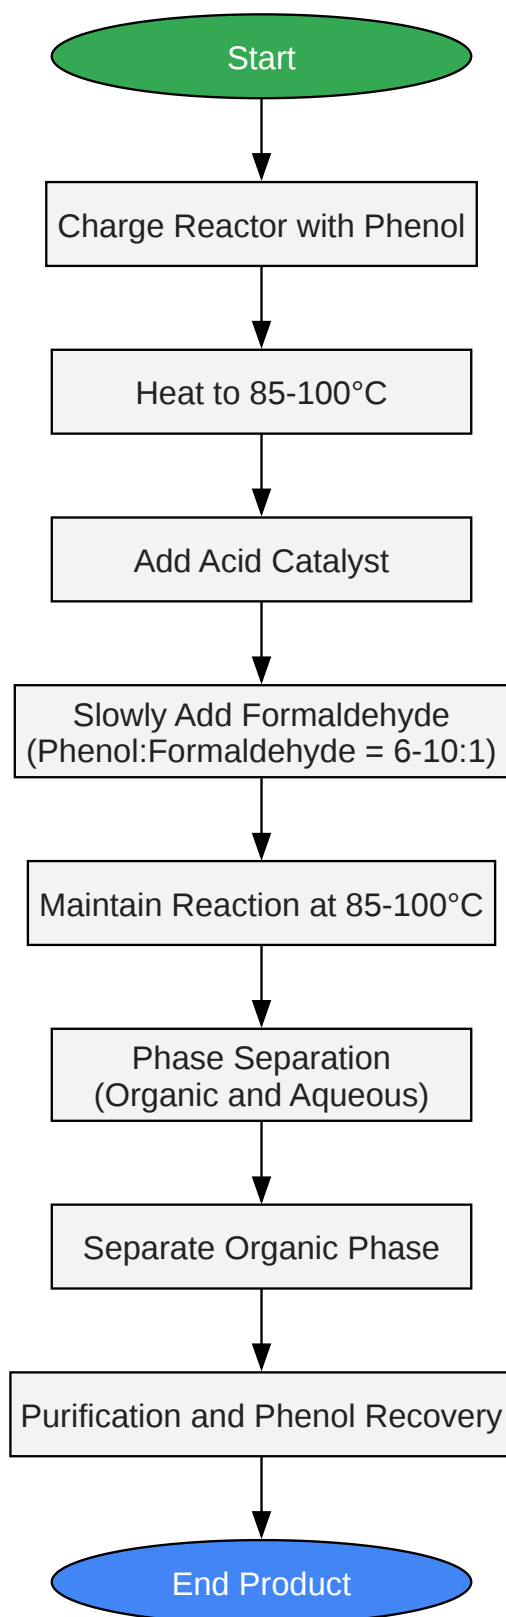 Start
Charge Reactor with Phenol
Heat to 85-100°C
Add Acid Catalyst
Slowly Add Formaldehyde
(Phenol:Formaldehyde = 6-10:1)
Maintain Reaction at 85-100°C
Phase Separation
(Organic and Aqueous)
Separate Organic Phase
Purification and Phenol Recovery
End Product